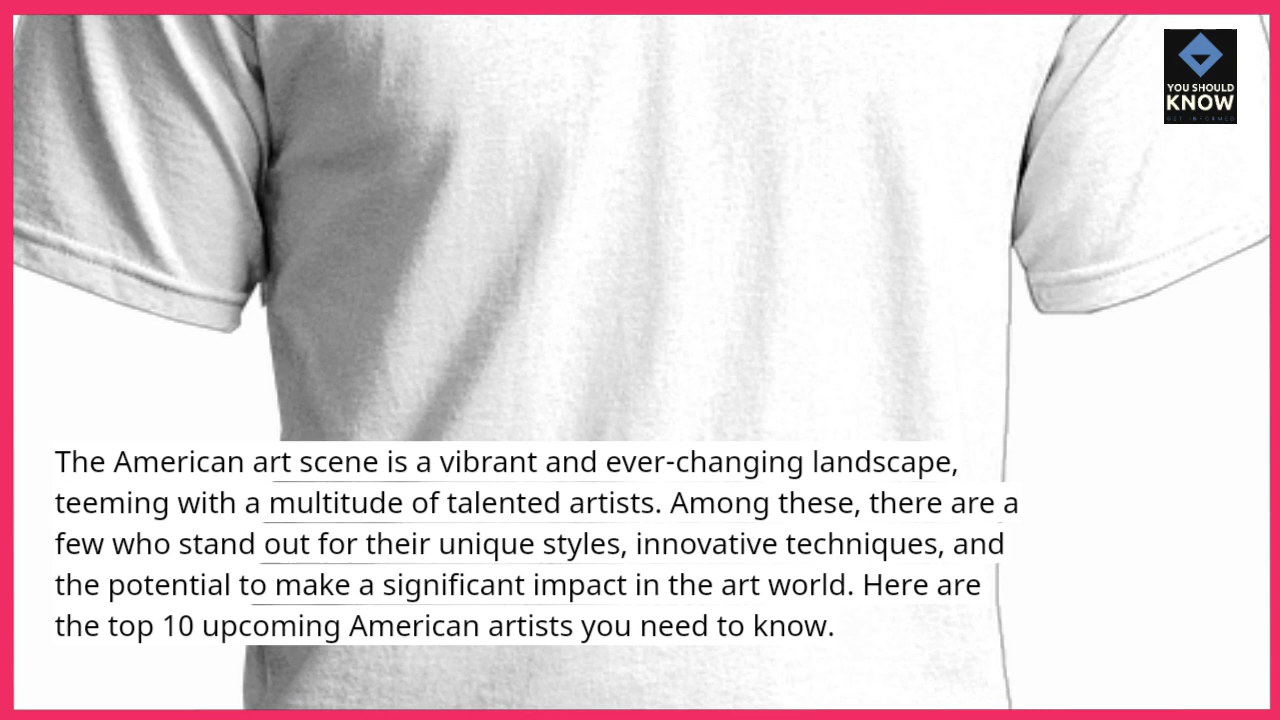 YOU SHOULD
KNOW
GET INFORMED
The American art scene is a vibrant and ever-changing landscape,
teeming with a multitude of talented artists. Among these, there are a
few who stand out for their unique styles, innovative techniques, and
the potential to make a significant impact in the art world. Here are
the top 10 upcoming American artists you need to know.